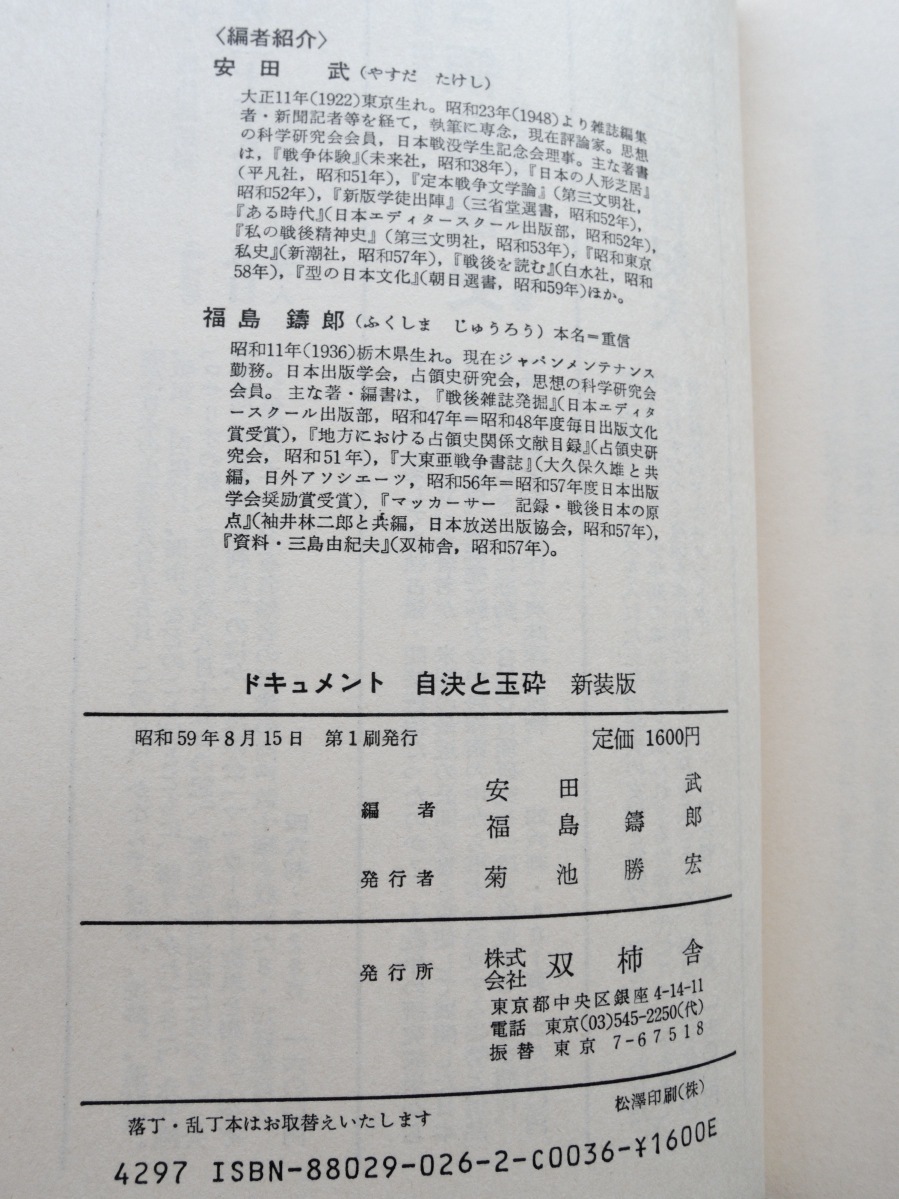 〈編者紹介〉
安田　武（やすだ　たけし）
大正11年(1922)東京生れ。昭和23年(1948)より雑誌編集
者・新聞記者等を経て，執筆に専念，現在評論家。思想
の科学研究会会員，日本戦没学生記念会理事。主な著書
は，『戦争体験』(未来社，昭和38年)，『日本の人形芝居』
(平凡社，昭和51年)，『定本戦争文学論』(第三文明社，
昭和52年)，『新版学徒出陣』(三省堂選書，昭和52年)，
『ある時代』(日本エディタースクール出版部，昭和52年)，
『私の戦後精神史』(第三文明社，昭和53年)，『昭和東京
私史』(新潮社，昭和57年)，『戦後を読む』(白水社，昭和
58年)，『型の日本文化』(朝日選書，昭和59年)ほか。
福島　鑄郎（ふくしま　じゅうろう）本名＝重信
昭和11年(1936)栃木県生れ。現在ジャパンメンテナンス
勤務。日本出版学会，占領史研究会，思想の科学研究会
会員。主な著・編書は，『戦後雑誌発掘』(日本エディタ
ースクール出版部，昭和47年＝昭和48年度毎日出版文化
賞受賞)，『地方における占領史関係文献目録』(占領史研
究会，昭和51年)，『大東亜戦争書誌』(大久保久雄と共
編，日外アソシエーツ，昭和56年＝昭和57年度日本出版
学会奨励賞受賞)，『マッカーサー　記録・戦後日本の原
点』(袖井林二郎と共編，日本放送出版協会，昭和57年)，
『資料・三島由紀夫』(双柿舎，昭和57年)。
ドキュメント　自決と玉砕　新装版
昭和59年8月15日　第1刷発行　定価 1600円
編者　安田　武
福島　鑄郎
発行者　菊池勝宏
発行所　株式会社　双柿舎
東京都中央区銀座4-14-11
電話　東京(03)545-2250(代)
振替　東京　7-67518
松澤印刷(株)
落丁・乱丁本はお取替えいたします
4297 ISBN-88029-026-2-C0036-¥1600E